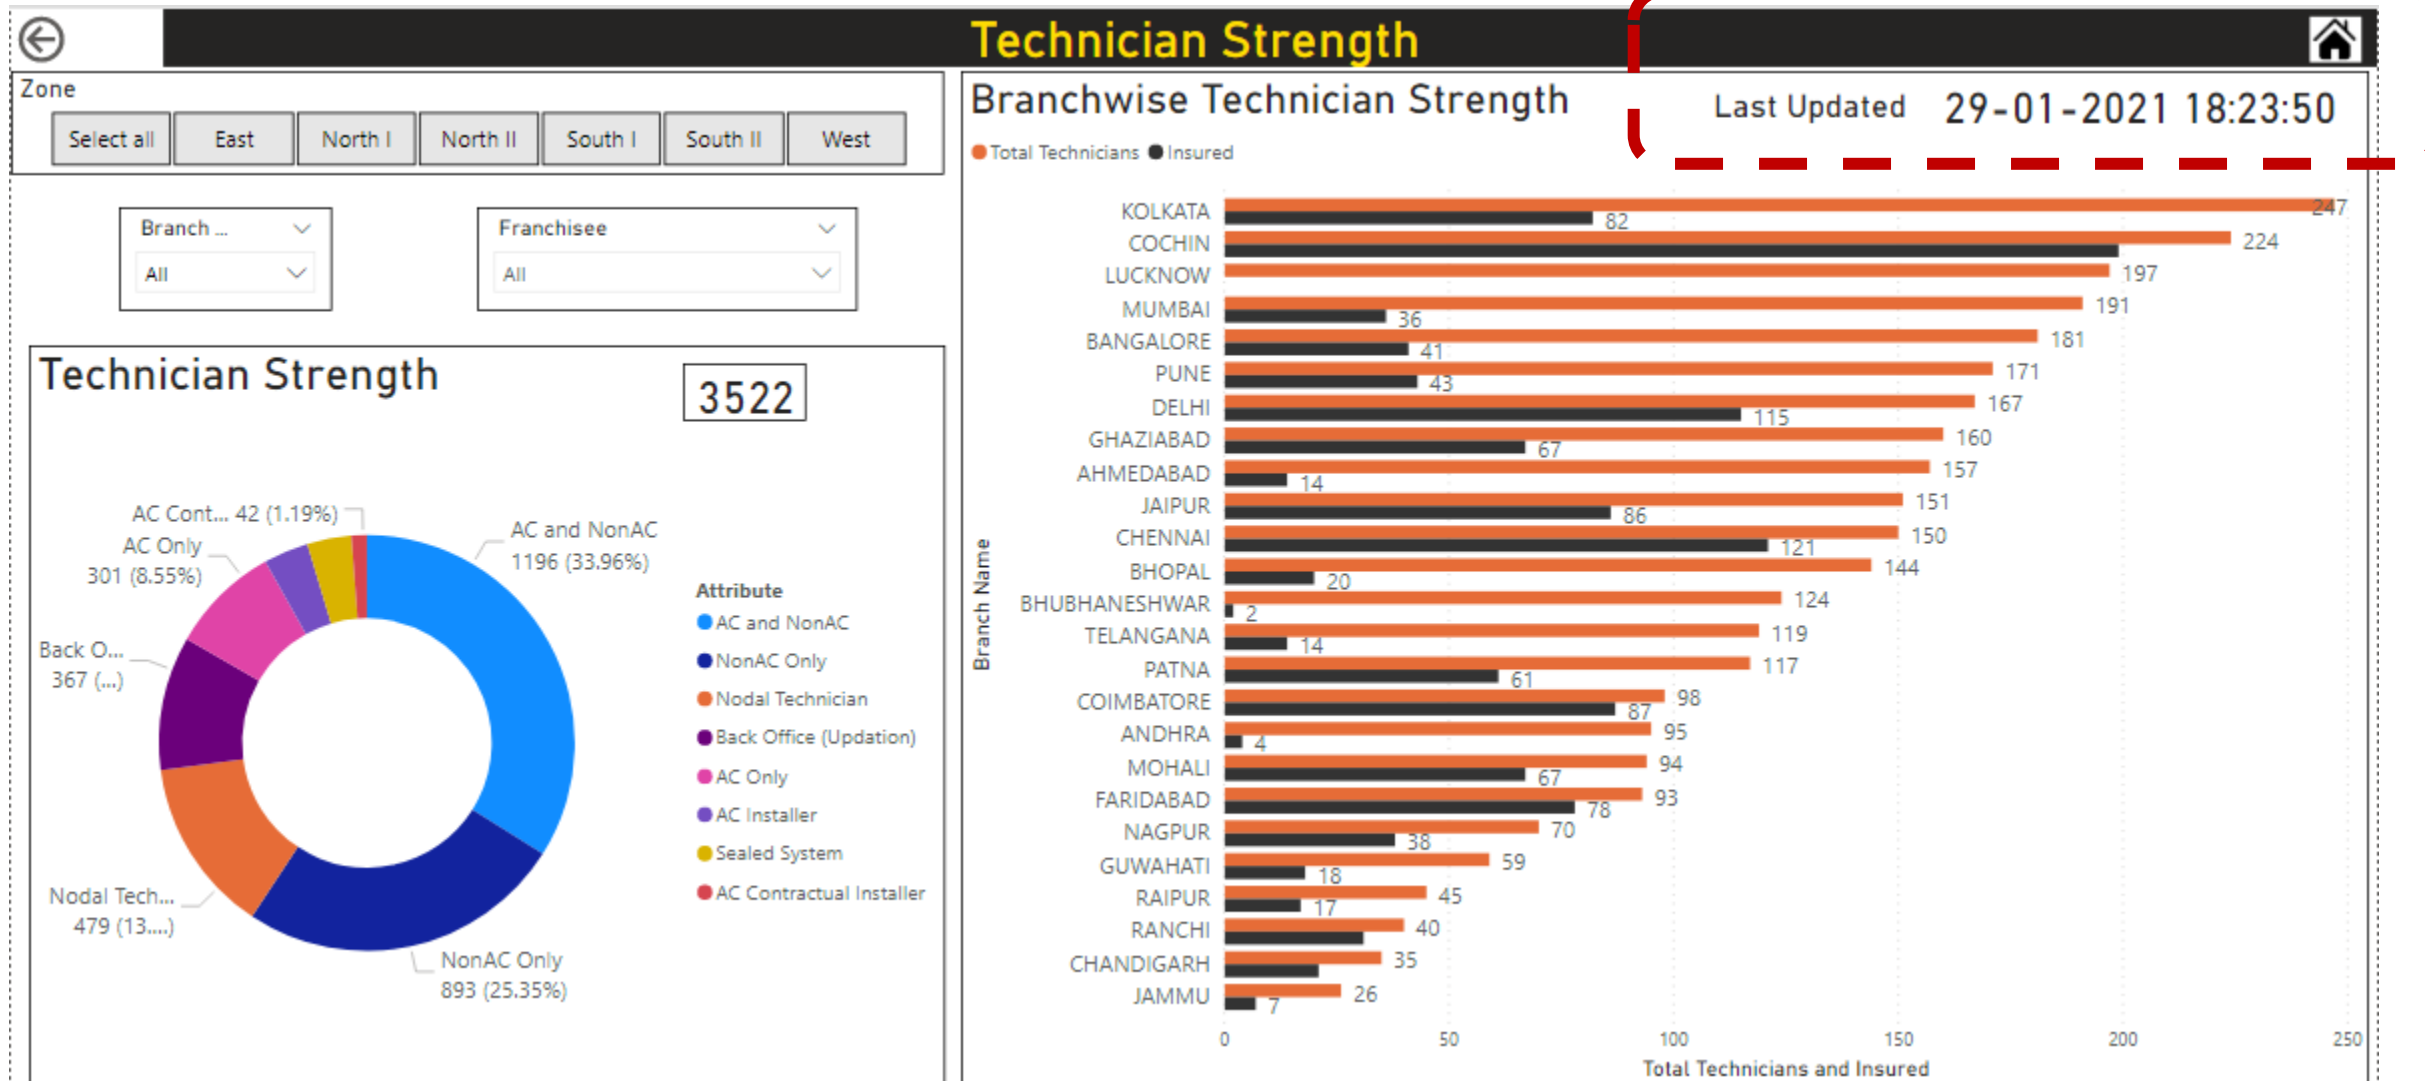 Technician Strength
Zone
Select all East North I North II South I South II West
Branch ...
All
Franchisee
All
Technician Strength
3522
AC Cont... 42 (1.19%)
AC Only
301 (8.55%)
AC and NonAC
1196 (33.96%)
Back O...
367 (...)
Nodal Tech...
479 (13....)
NonAC Only
893 (25.35%)
Attribute
AC and NonAC
NonAC Only
Nodal Technician
Back Office (Updation)
AC Only
AC Installer
Sealed System
AC Contractual Installer
Branchwise Technician Strength
Last Updated 29-01-2021 18:23:50
Total Technicians Insured
Branch Name
KOLKATA 247
82
COCHIN 224
LUCKNOW 197
MUMBAI 191
36
BANGALORE 181
41
PUNE 171
43
DELHI 167
115
GHAZIABAD 160
67
AHMEDABAD 157
14
JAIPUR 151
86
CHENNAI 150
121
BHOPAL 144
20
BHUBHANESHWAR 124
2
TELANGANA 119
14
PATNA 117
61
COIMBATORE 98
87
ANDHRA 95
4
MOHALI 94
67
FARIDABAD 93
78
NAGPUR 70
38
GUWAHATI 59
18
RAIPUR 45
17
RANCHI 40
CHANDIGARH 35
JAMMU 26
7
0 50 100 150 200 250
Total Technicians and Insured